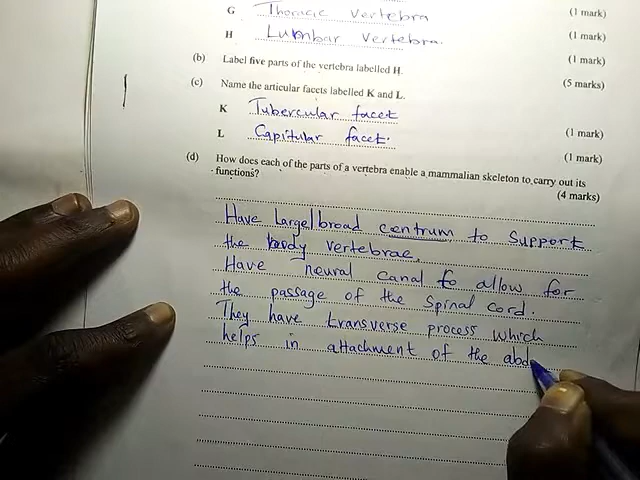 G Thoracic Vertebra (1 mark)
H Lumbar Vertebra. (1 mark)
(b) Label five parts of the vertebra labelled H. (1 mark)
(5 marks)
(c) Name the articular facets labelled K and L.
K Tubercular facet
L Capitular facet. (1 mark)
(1 mark)
(d) How does each of the parts of a vertebra enable a mammalian skeleton to carry out its
functions? (4 marks)
Have Large/broad centrum to support
the body vertebrae,
Have neural canal to allow for
the passage of the spinal cord.
They have transverse process which
helps in attachment of the abd